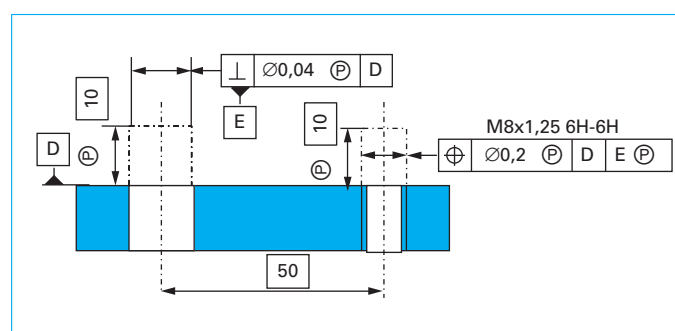 ⊥ ∅0,04 Ⓟ D
E
10
10
D
Ⓟ
Ⓟ
M8x1,25 6H-6H
⌖ ∅0,2 Ⓟ D E Ⓟ
50